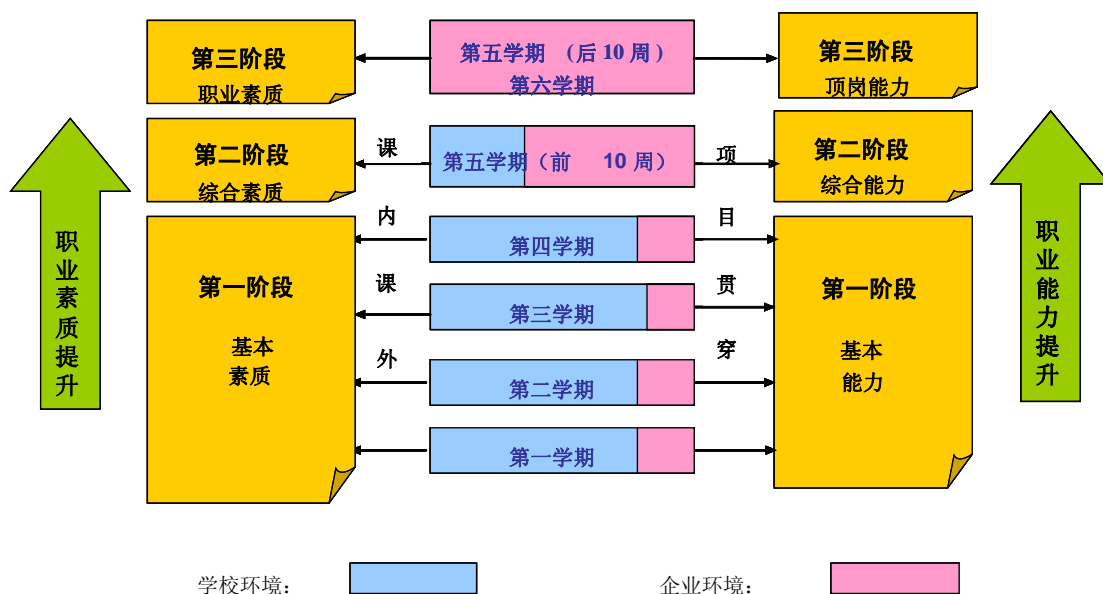 第三阶段
职业素质
第五学期 (后 10 周)
第六学期
第三阶段
顶岗能力
第二阶段
综合素质
课
第五学期(前 10 周)
项
第二阶段
综合能力
内
第四学期
目
第一阶段
基本
素质
课
第三学期
贯
第一阶段
基本
能力
外
第二学期
穿
第一学期
职业素质提升
职业能力提升
学校环境:
企业环境: